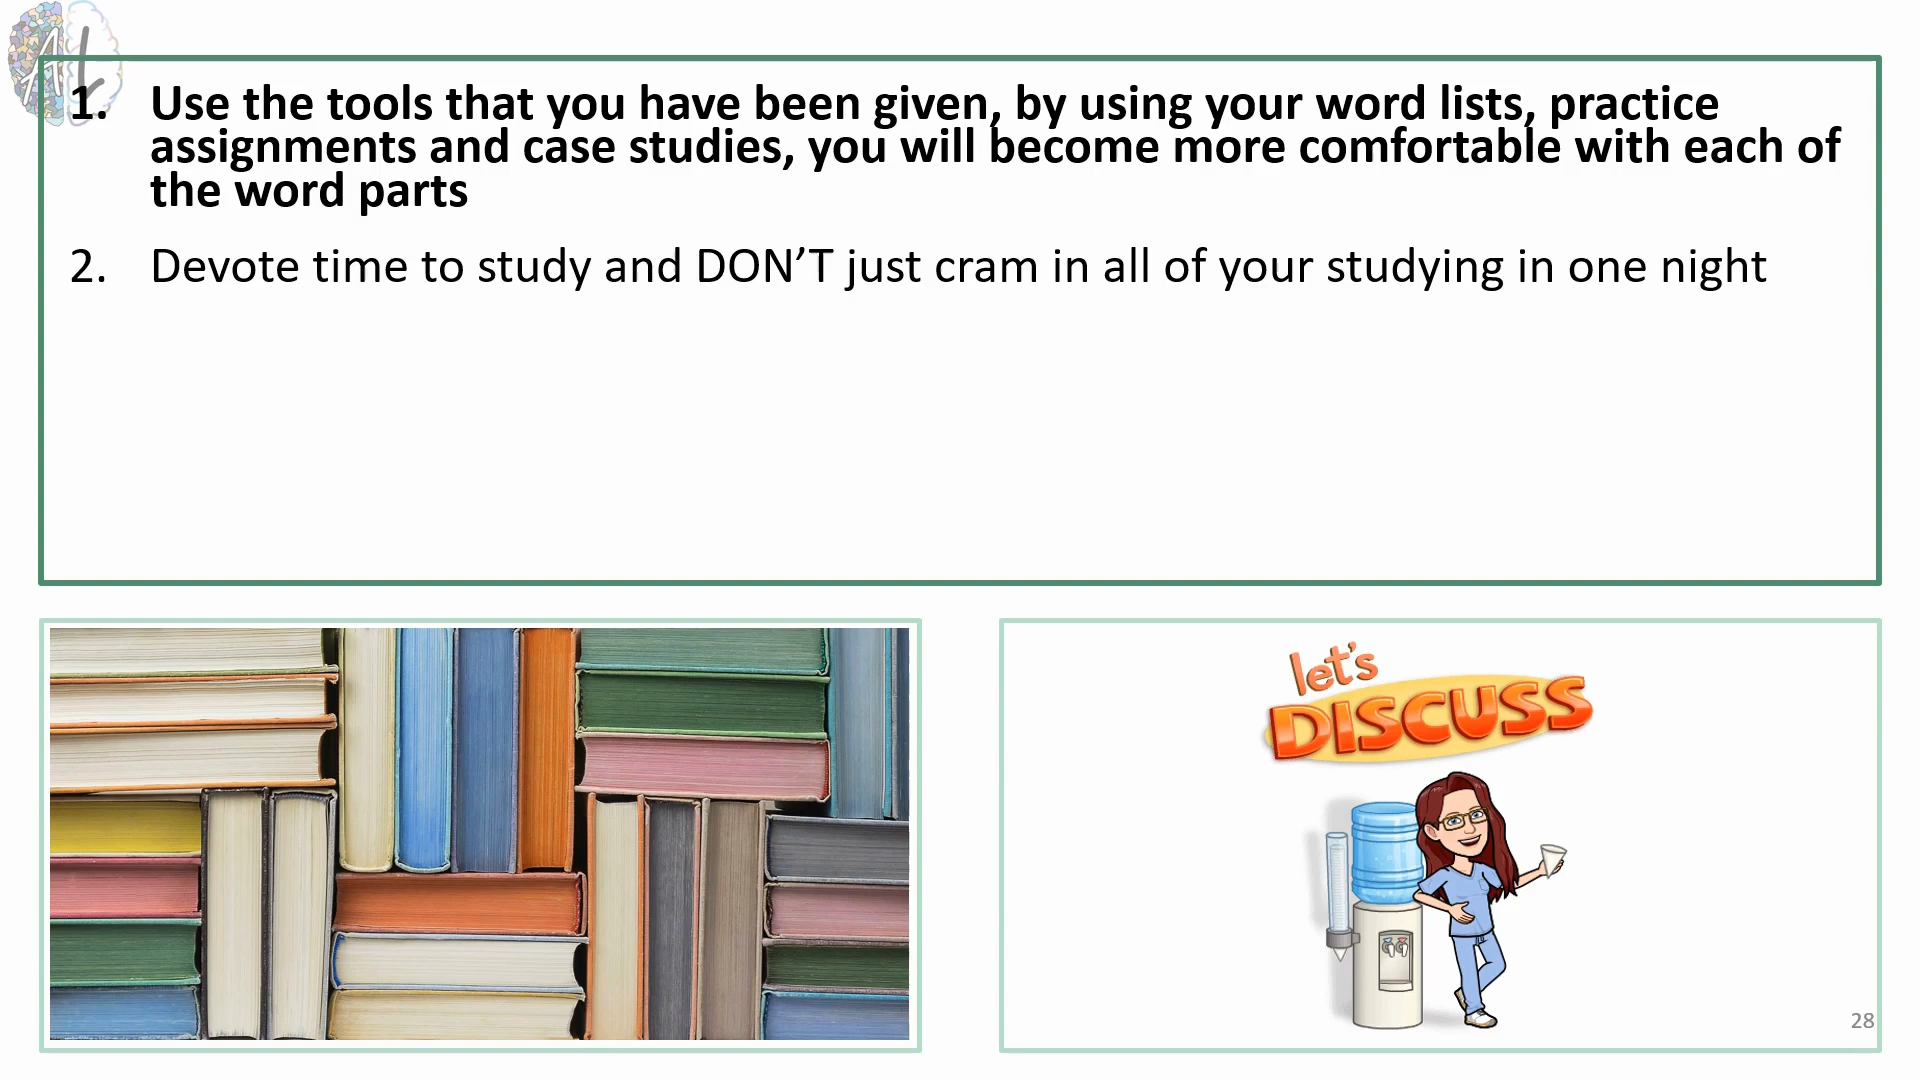 AL
1. Use the tools that you have been given, by using your word lists, practice
assignments and case studies, you will become more comfortable with each of
the word parts
2. Devote time to study and DON’T just cram in all of your studying in one night
let's
DISCUSS
28